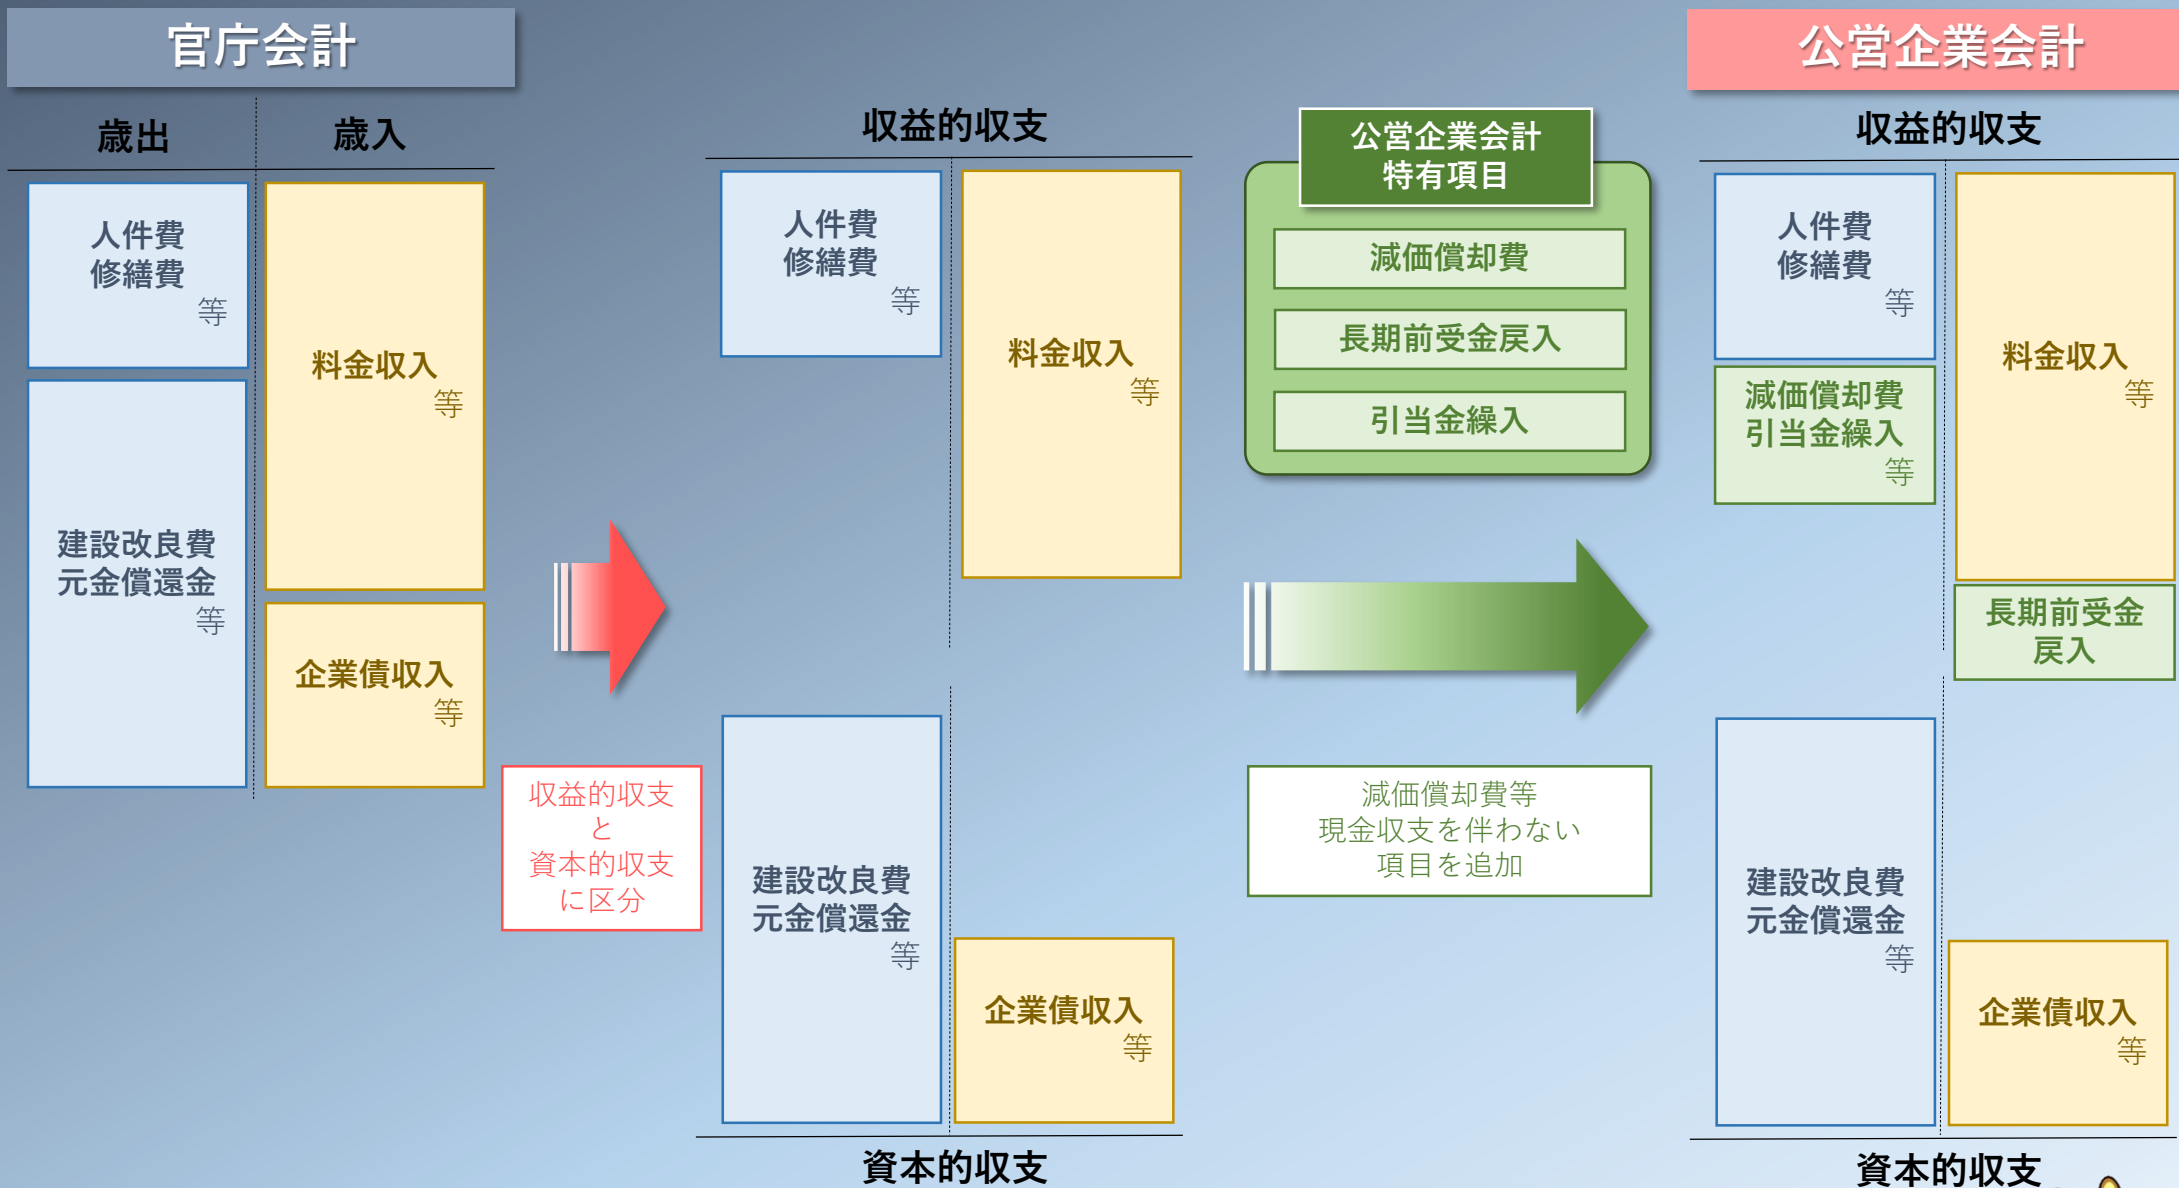 官庁会計
歳出
歳入
人件費
修繕費
等
建設改良費
元金償還金
等
料金収入
等
企業債収入
等
収益的収支
と
資本的収支
に区分
収益的収支
人件費
修繕費
等
料金収入
等
建設改良費
元金償還金
等
企業債収入
等
資本的収支
公営企業会計
特有項目
減価償却費
長期前受金戻入
引当金繰入
減価償却費等
現金収支を伴わない
項目を追加
公営企業会計
収益的収支
人件費
修繕費
等
減価償却費
引当金繰入
等
料金収入
等
長期前受金
戻入
建設改良費
元金償還金
等
企業債収入
等
資本的収支